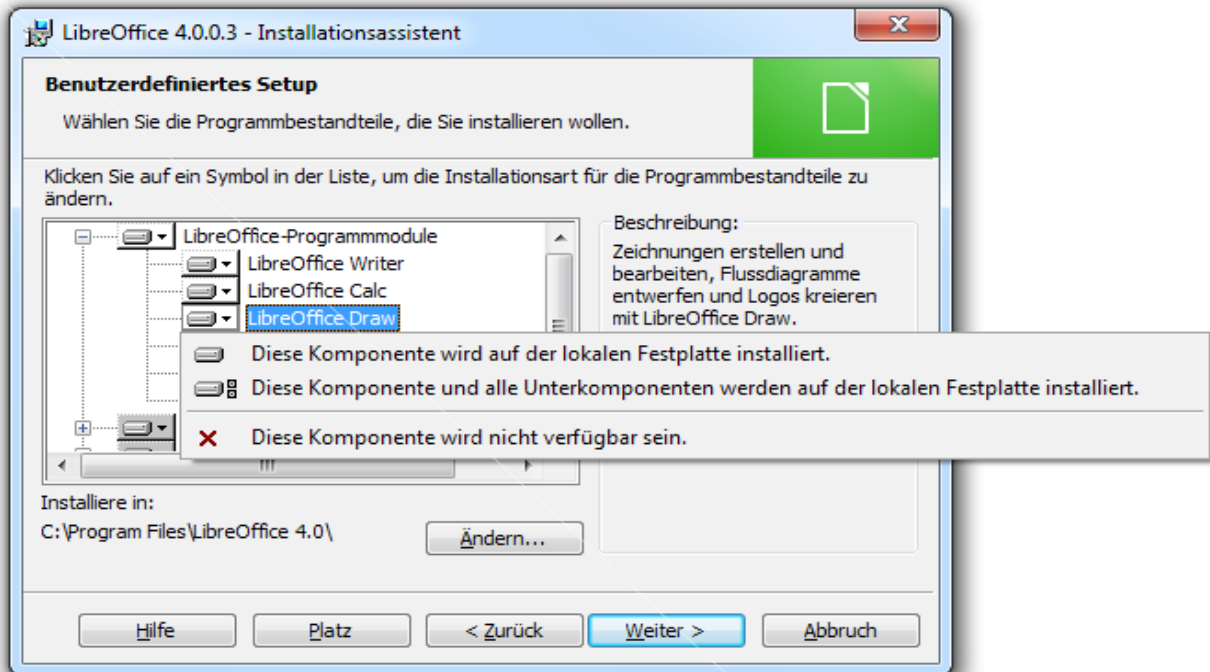 LibreOffice 4.0.0.3 - Installationsassistent
Benutzerdefiniertes Setup
Wählen Sie die Programmbestandteile, die Sie installieren wollen.
Klicken Sie auf ein Symbol in der Liste, um die Installationsart für die Programmbestandteile zu
ändern.
LibreOffice-Programmmodule
LibreOffice Writer
LibreOffice Calc
LibreOffice Draw
Beschreibung:
Zeichnungen erstellen und
bearbeiten, Flussdiagramme
entwerfen und Logos kreieren
mit LibreOffice Draw.
Diese Komponente wird auf der lokalen Festplatte installiert.
Diese Komponente und alle Unterkomponenten werden auf der lokalen Festplatte installiert.
Diese Komponente wird nicht verfügbar sein.
Installiere in:
C:\Program Files\LibreOffice 4.0\
Ändern...
Hilfe
Platz
< Zurück
Weiter >
Abbruch